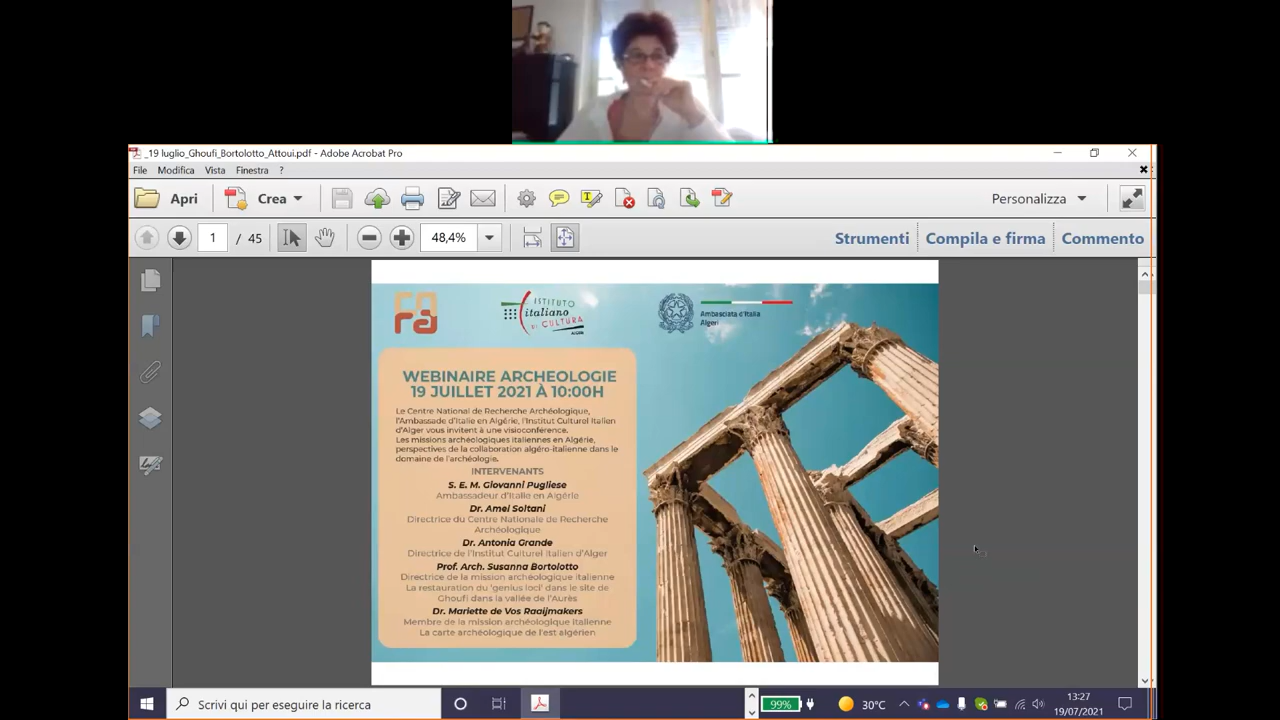 _19 luglio_Ghoufi_Bortolotto_Attoui.pdf - Adobe Acrobat Pro
File Modifica Vista Finestra ?
Apri Crea Personalizza
1 / 45 48,4% Strumenti Compila e firma Commento
ISTITUTO
italiano
DI CULTURA
ALGERI
Ambasciata d'Italia
Algeri
WEBINAIRE ARCHEOLOGIE
19 JUILLET 2021 À 10:00H
Le Centre National de Recherche Archéologique,
l'Ambassade d'Italie en Algérie, l'Institut Culturel Italien
d'Alger vous invitent à une visioconference.
Les missions archéologiques italiennes en Algérie,
perspectives de la collaboration algéro-italienne dans le
domaine de l'archéologie.
INTERVENANTS
S. E. M. Giovanni Pugliese
Ambassadeur d'Italie en Algérie
Dr. Amel Soltani
Directrice du Centre Nationale de Recherche
Archéologique
Dr. Antonia Grande
Directrice de l'Institut Culturel Italien d'Alger
Prof. Arch. Susanna Bortolotto
Directrice de la mission archéologique italienne
La restauration du 'genius loci' dans le site de
Ghoufi dans la vallée de l'Aurès
Dr. Mariette de Vos Raaijmakers
Membre de la mission archéologique italienne
La carte archéologique de l'est algérien
Scrivi qui per eseguire la ricerca
99% 30°C
13:27
19/07/2021